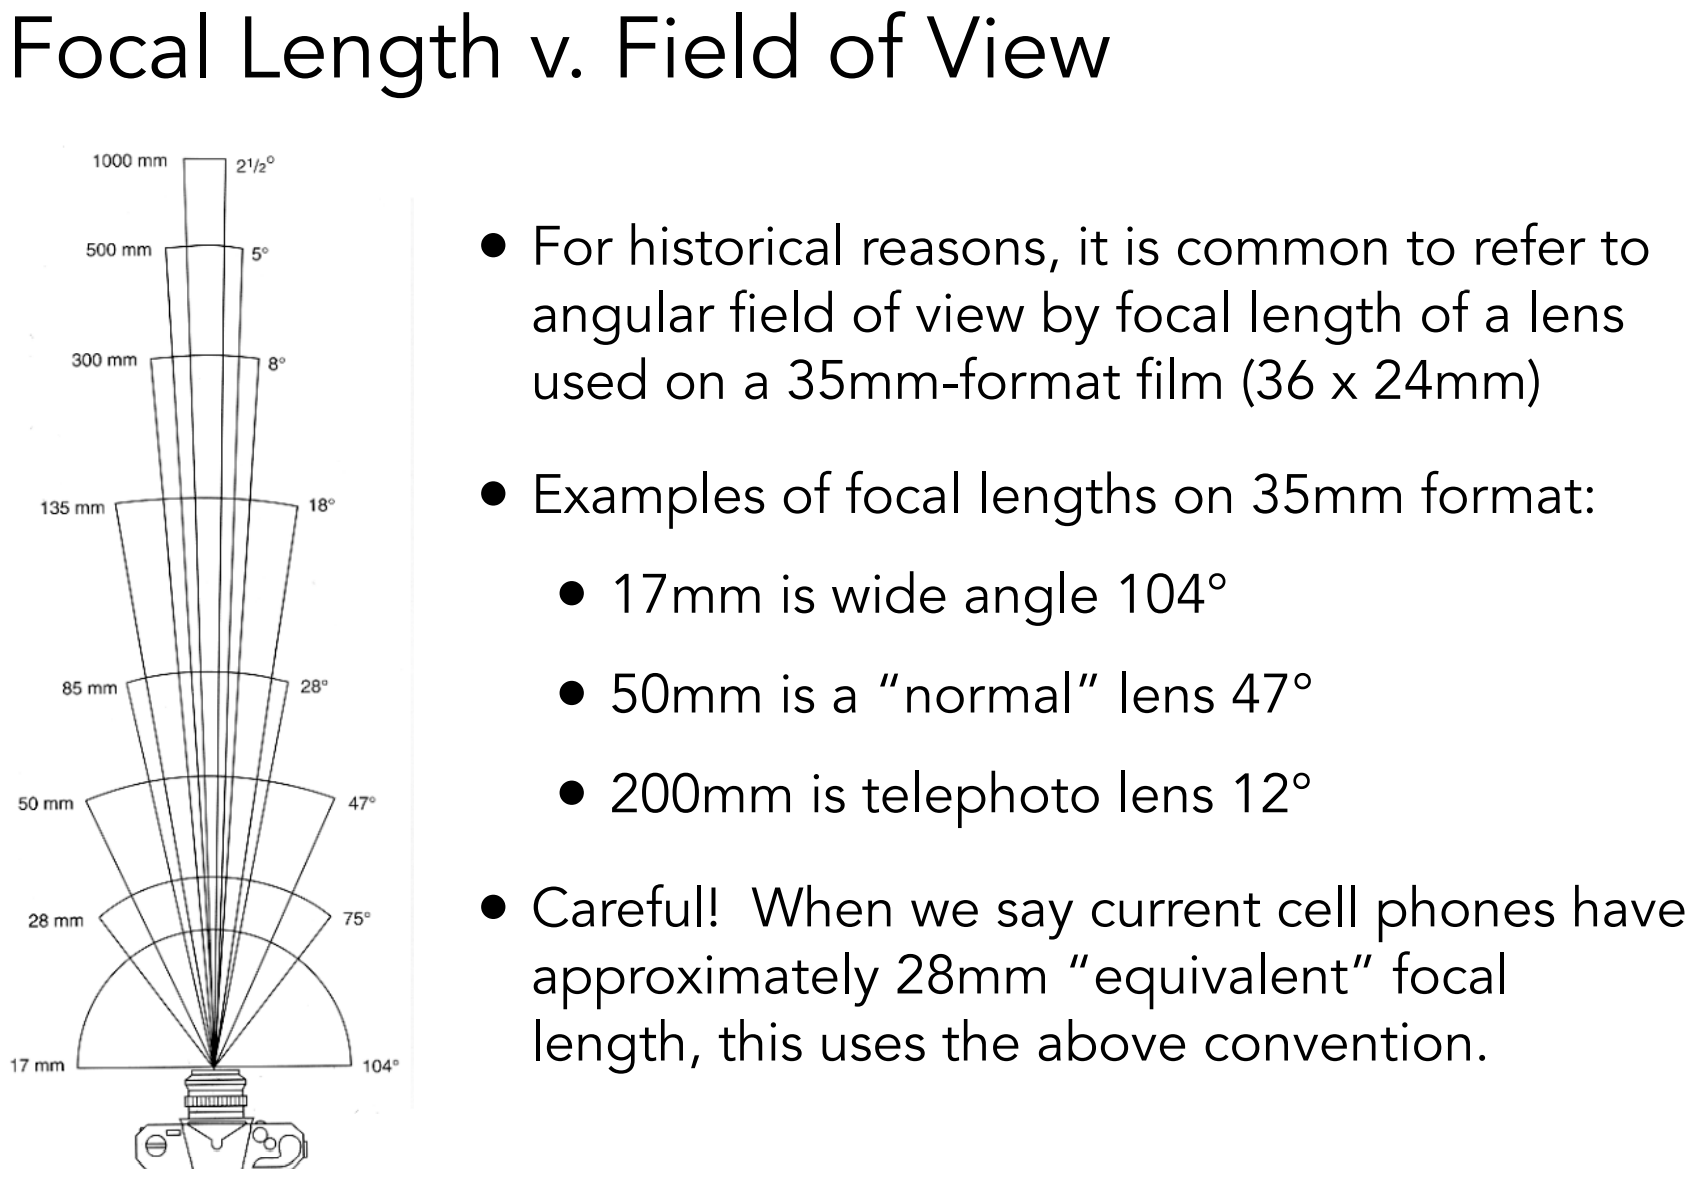 Focal Length v. Field of View
1000 mm 2¹/₂°
500 mm 5°
300 mm 8°
135 mm 18°
85 mm 28°
50 mm 47°
28 mm 75°
17 mm 104°
• For historical reasons, it is common to refer to
angular field of view by focal length of a lens
used on a 35mm-format film (36 x 24mm)
• Examples of focal lengths on 35mm format:
• 17mm is wide angle 104°
• 50mm is a “normal” lens 47°
• 200mm is telephoto lens 12°
• Careful! When we say current cell phones have
approximately 28mm “equivalent” focal
length, this uses the above convention.